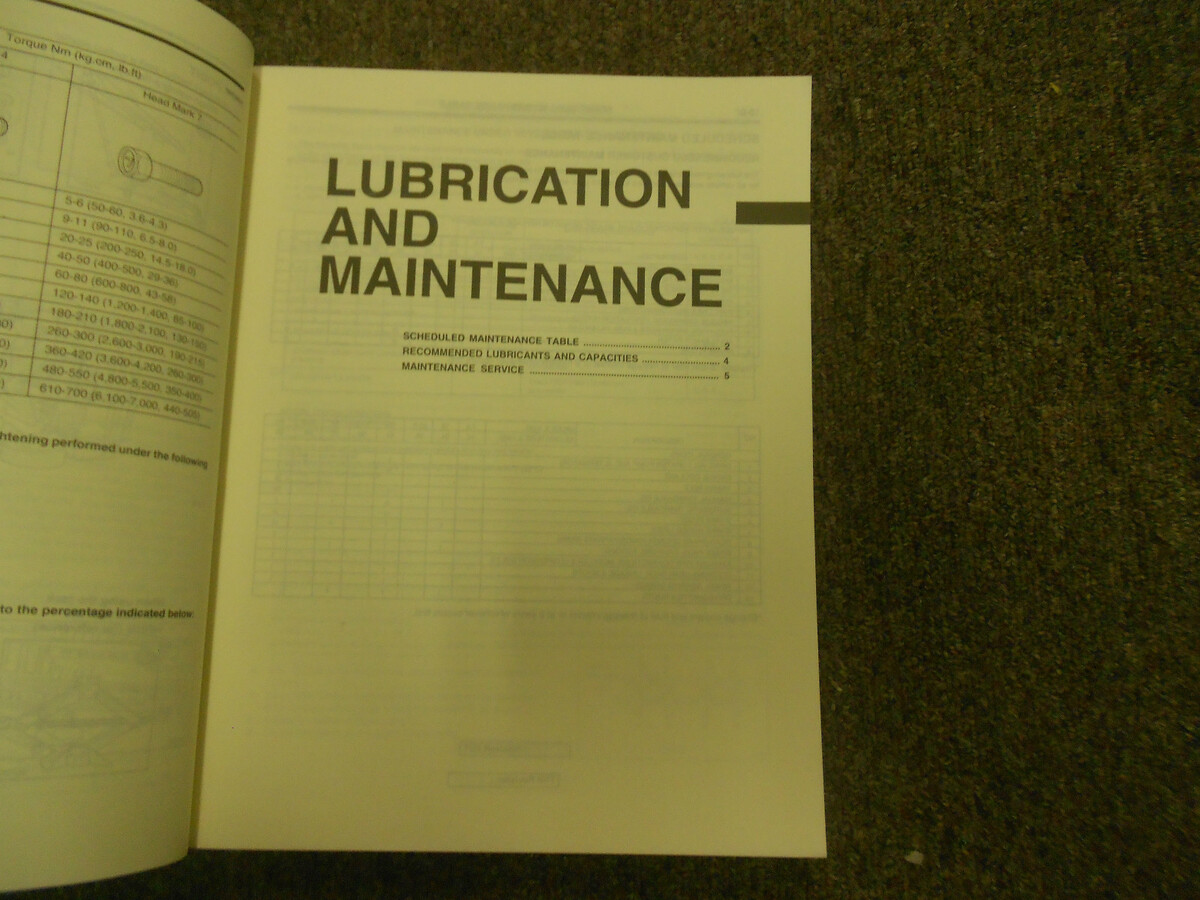 Torque Nm (kg.cm, lb.ft)
4
Head Mark 7
5-6 (50-60, 3.6-4.3)
9-11 (90-110, 6.5-8.0)
20-25 (200-250, 14.5-18.0)
40-50 (400-500, 29-36)
60-80 (600-800, 43-58)
120-140 (1,200-1,400, 85-100)
180-210 (1,800-2,100, 130-150)
260-300 (2,600-3,000, 190-215)
360-420 (3,600-4,200, 260-300)
480-550 (4,800-5,500, 350-400)
610-700 (6,100-7,000, 440-505)
htening performed under the following
to the percentage indicated below:
LUBRICATION
AND
MAINTENANCE
SCHEDULED MAINTENANCE TABLE ........................................ 2
RECOMMENDED LUBRICANTS AND CAPACITIES ...................... 4
MAINTENANCE SERVICE ........................................................ 5